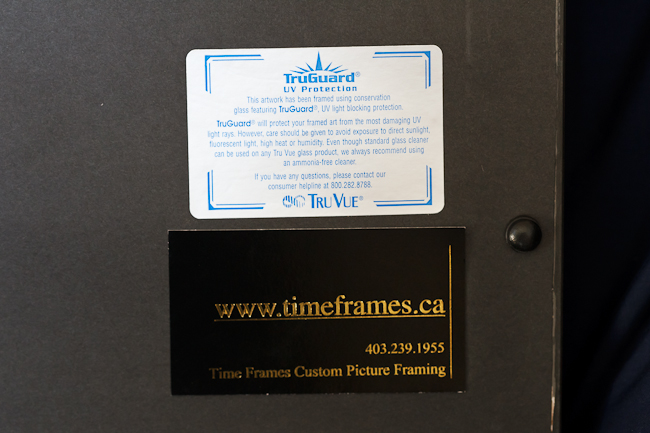 TruGuard®
UV Protection
This artwork has been framed using conservation
glass featuring TruGuard®, UV light blocking protection.
TruGuard® will protect your framed art from the most damaging UV
light rays. However, care should be given to avoid exposure to direct sunlight,
fluorescent light, high heat or humidity. Even though standard glass cleaner
can be used on any Tru Vue glass product, we always recommend using
an ammonia-free cleaner.
If you have any questions, please contact our
consumer helpline at 800.282.8788.
TRU VUE®
www.timeframes.ca
403.239.1955
Time Frames Custom Picture Framing